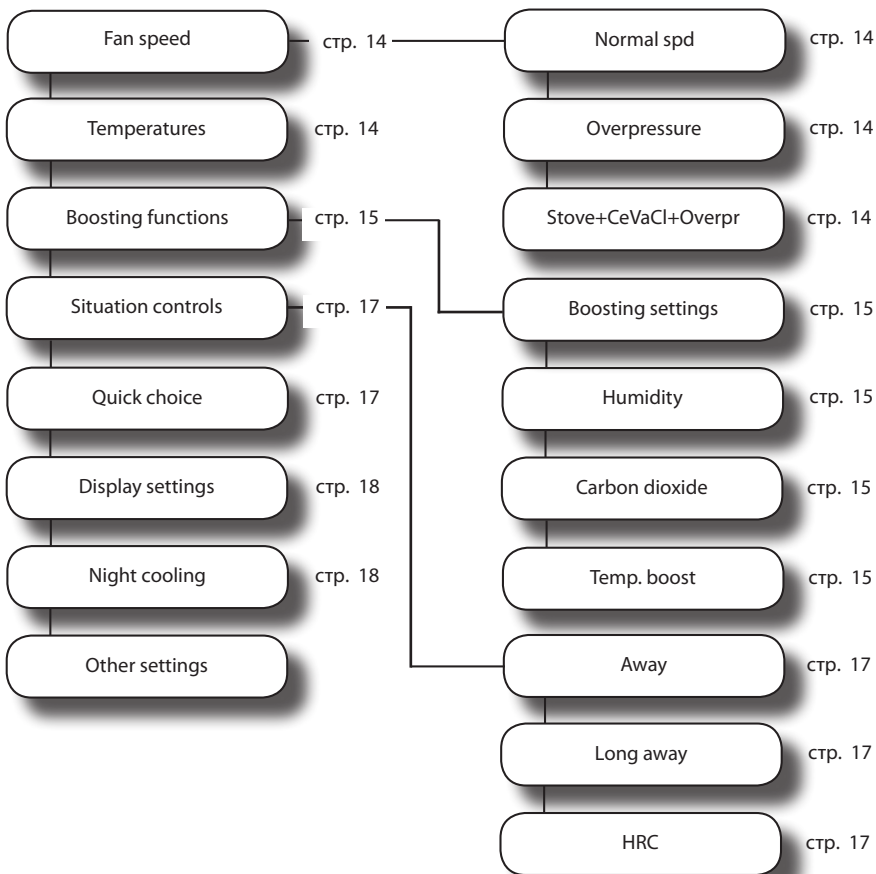 Fan speed стр. 14 Normal spd стр. 14
Temperatures стр. 14 Overpressure стр. 14
Boosting functions стр. 15 Stove+CeVaCl+Overpr стр. 14
Situation controls стр. 17 Boosting settings стр. 15
Quick choice стр. 17 Humidity стр. 15
Display settings стр. 18 Carbon dioxide стр. 15
Night cooling стр. 18 Temp. boost стр. 15
Other settings Away стр. 17
Long away стр. 17
HRC стр. 17